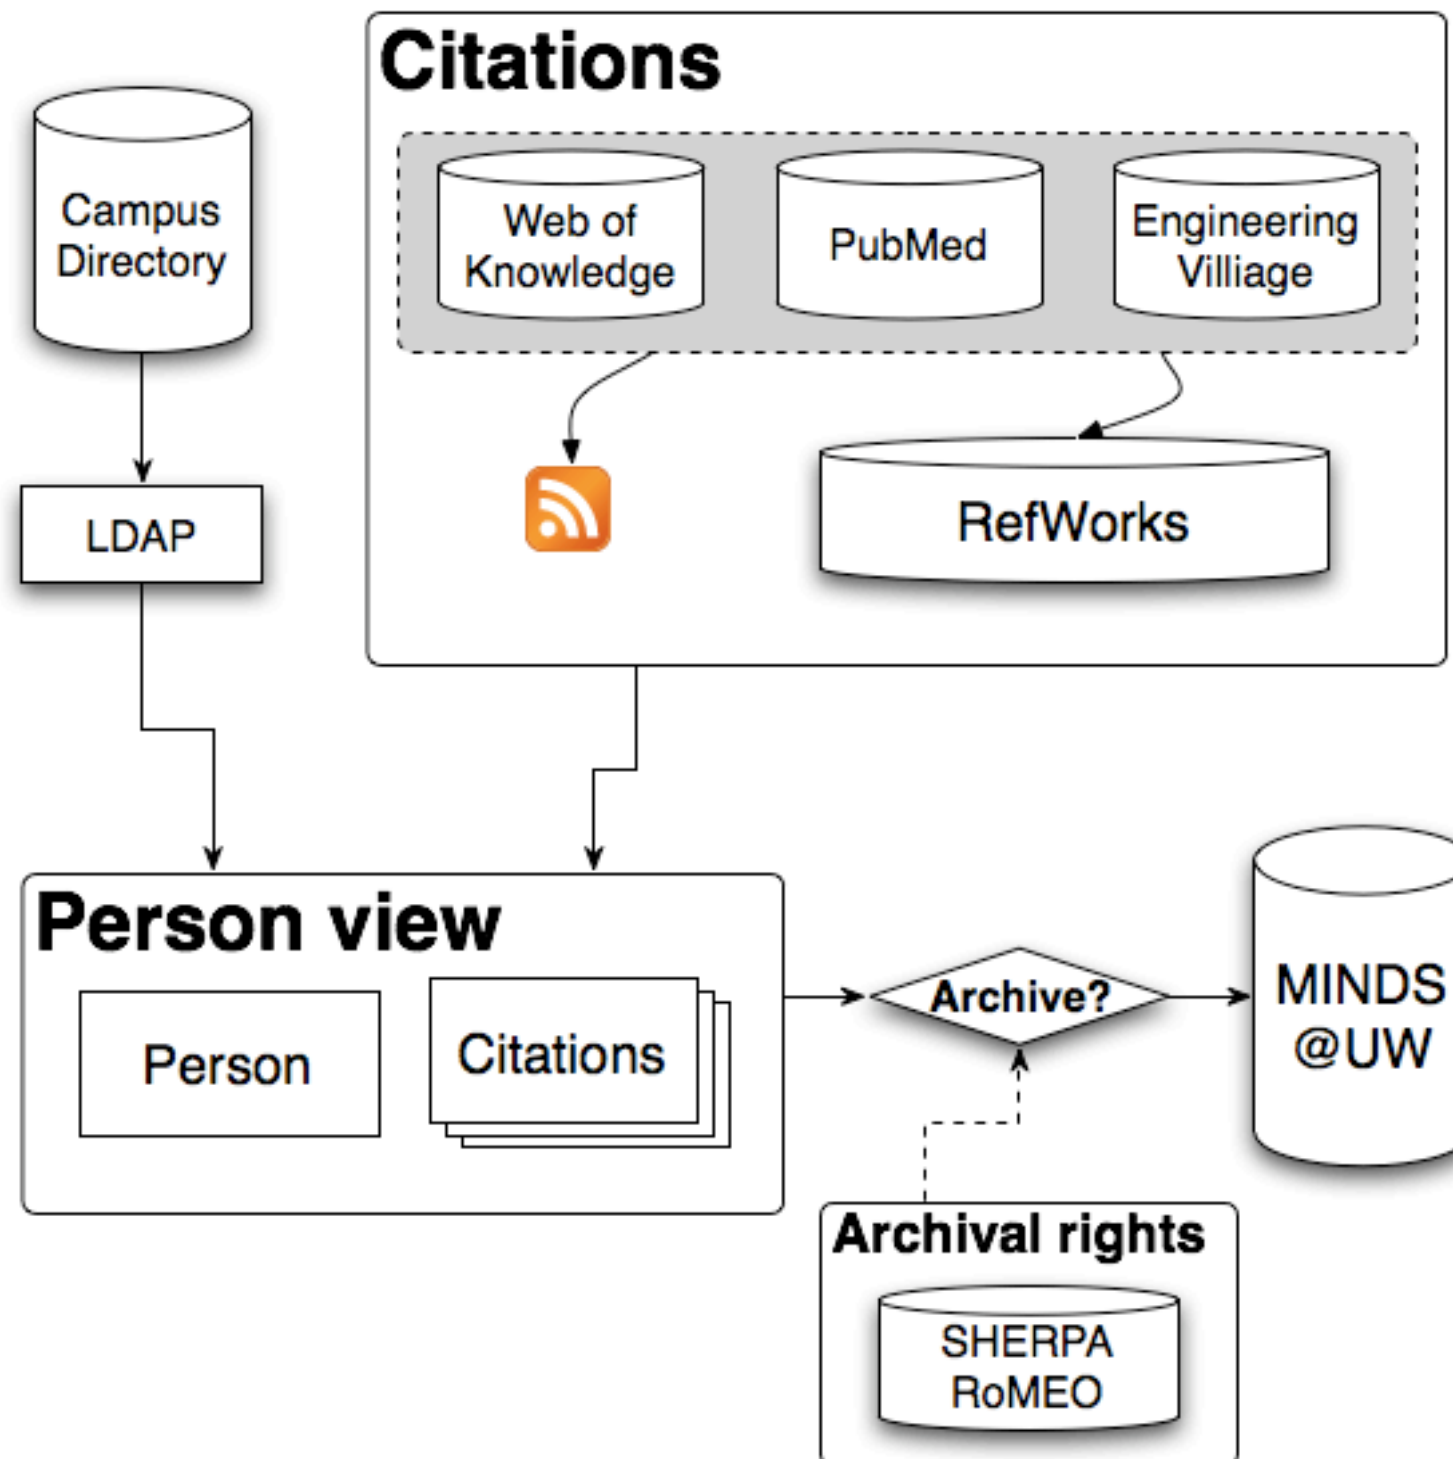 Citations
Campus
Directory
Web of
Knowledge
PubMed
Engineering
Villiage
LDAP
RefWorks
Person view
Person
Citations
Archive?
MINDS
@UW
Archival rights
SHERPA
RoMEO